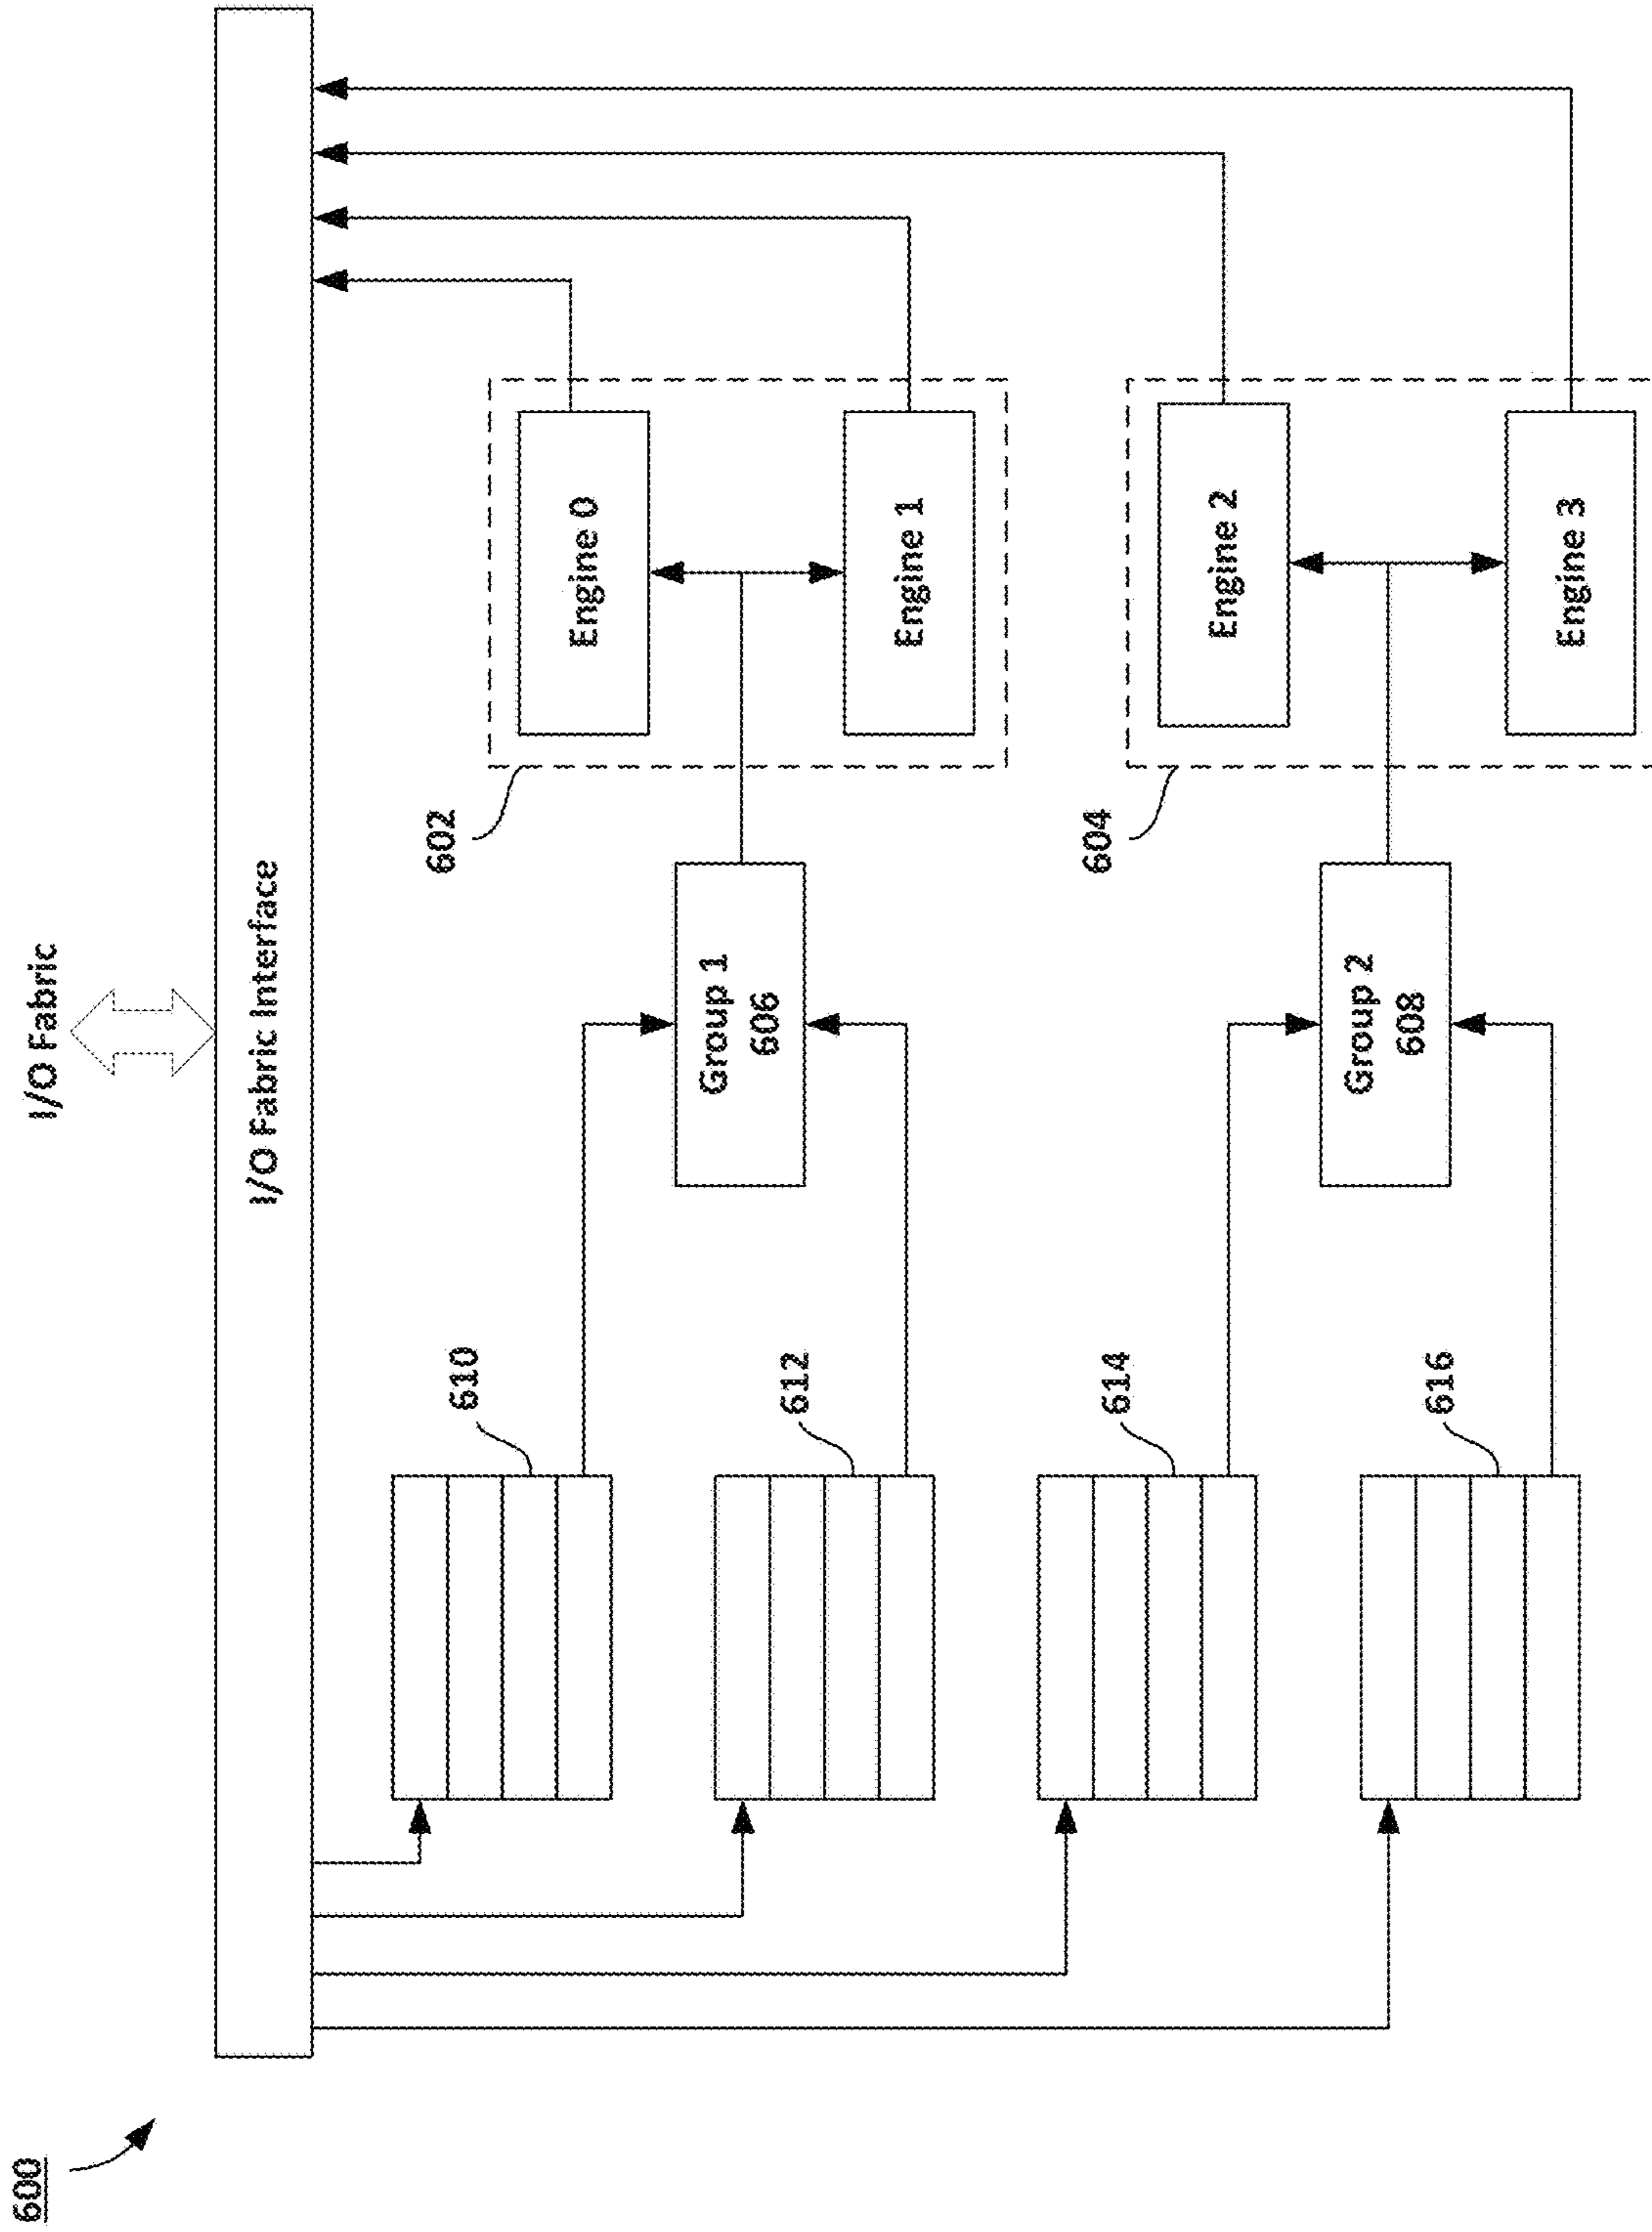 600
I/O Fabric
I/O Fabric Interface
610
612
614
616
Group 1
606
Group 2
608
602
604
Engine 0
Engine 1
Engine 2
Engine 3